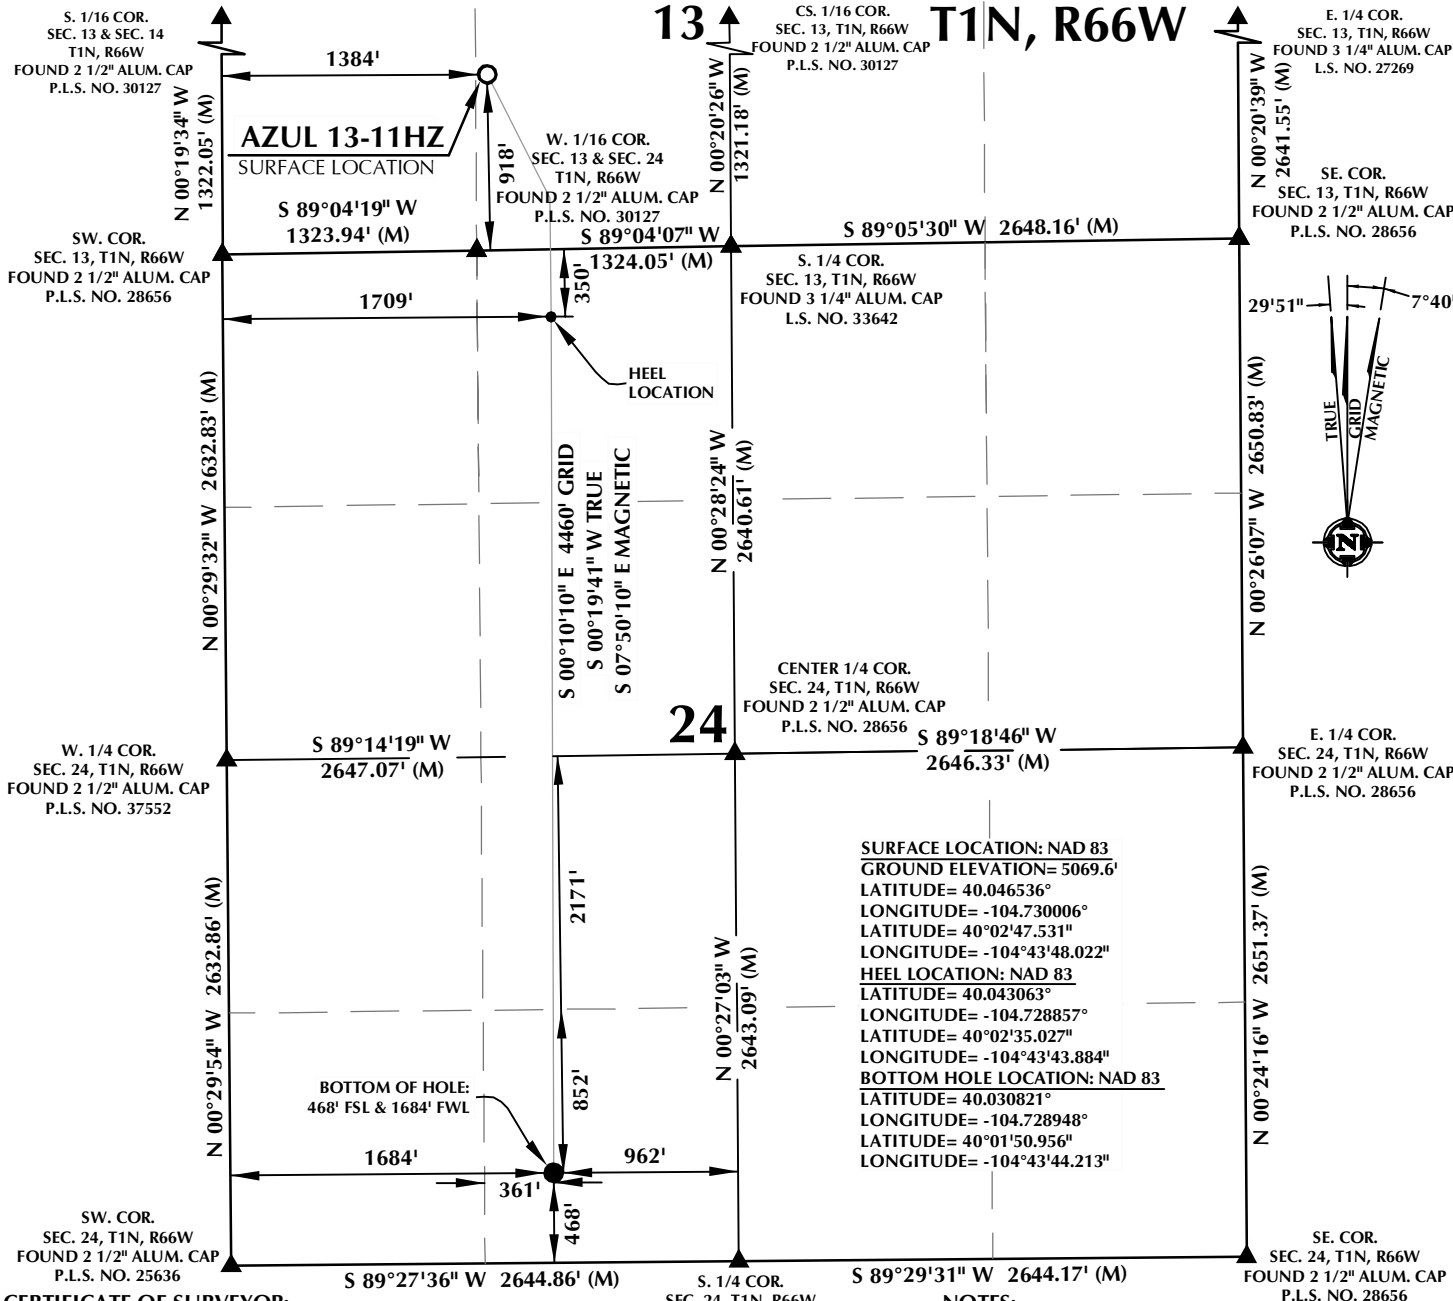 S. 1/16 COR.
SEC. 13 & SEC. 14
T1N, R66W
FOUND 2 1/2" ALUM. CAP
P.L.S. NO. 30127
13
CS. 1/16 COR.
SEC. 13, T1N, R66W
FOUND 2 1/2" ALUM. CAP
P.L.S. NO. 30127
T1N, R66W
E. 1/4 COR.
SEC. 13, T1N, R66W
FOUND 3 1/4" ALUM. CAP
L.S. NO. 27269
1384'
N 00°19'34" W
1322.05' (M)
AZUL 13-11HZ
SURFACE LOCATION
918'
W. 1/16 COR.
SEC. 13 & SEC. 24
T1N, R66W
FOUND 2 1/2" ALUM. CAP
P.L.S. NO. 30127
N 00°20'26" W
1321.18' (M)
N 00°20'39" W
2641.55' (M)
SE. COR.
SEC. 13, T1N, R66W
FOUND 2 1/2" ALUM. CAP
P.L.S. NO. 28656
S 89°04'19" W
1323.94' (M)
S 89°04'07" W
1324.05' (M)
S 89°05'30" W 2648.16' (M)
SW. COR.
SEC. 13, T1N, R66W
FOUND 2 1/2" ALUM. CAP
P.L.S. NO. 28656
350'
S. 1/4 COR.
SEC. 13, T1N, R66W
FOUND 3 1/4" ALUM. CAP
L.S. NO. 33642
1709'
29'51"
7°40'
TRUE
GRID
MAGNETIC
N
HEEL
LOCATION
N 00°29'32" W 2632.83' (M)
S 00°10'10" E 4460' GRID
S 00°19'41" W TRUE
S 07°50'10" E MAGNETIC
N 00°28'24" W
2640.61' (M)
N 00°26'07" W 2650.83' (M)
24
CENTER 1/4 COR.
SEC. 24, T1N, R66W
FOUND 2 1/2" ALUM. CAP
P.L.S. NO. 28656
W. 1/4 COR.
SEC. 24, T1N, R66W
FOUND 2 1/2" ALUM. CAP
P.L.S. NO. 37552
S 89°14'19" W
2647.07' (M)
S 89°18'46" W
2646.33' (M)
E. 1/4 COR.
SEC. 24, T1N, R66W
FOUND 2 1/2" ALUM. CAP
P.L.S. NO. 28656
2171'
SURFACE LOCATION: NAD 83
GROUND ELEVATION= 5069.6'
LATITUDE= 40.046536°
LONGITUDE= -104.730006°
LATITUDE= 40°02'47.531"
LONGITUDE= -104°43'48.022"
HEEL LOCATION: NAD 83
LATITUDE= 40.043063°
LONGITUDE= -104.728857°
LATITUDE= 40°02'35.027"
LONGITUDE= -104°43'43.884"
BOTTOM HOLE LOCATION: NAD 83
LATITUDE= 40.030821°
LONGITUDE= -104.728948°
LATITUDE= 40°01'50.956"
LONGITUDE= -104°43'44.213"
N 00°29'54" W 2632.86' (M)
N 00°27'03" W
2643.09' (M)
N 00°24'16" W 2651.37' (M)
BOTTOM OF HOLE:
468' FSL & 1684' FWL
852'
1684'
962'
361'
468'
SW. COR.
SEC. 24, T1N, R66W
FOUND 2 1/2" ALUM. CAP
P.L.S. NO. 25636
S 89°27'36" W 2644.86' (M)
S. 1/4 COR.
SEC. 24, T1N, R66W
S 89°29'31" W 2644.17' (M)
SE. COR.
SEC. 24, T1N, R66W
FOUND 2 1/2" ALUM. CAP
P.L.S. NO. 28656
CERTIFICATE OF SURVEYOR:
NOTES: